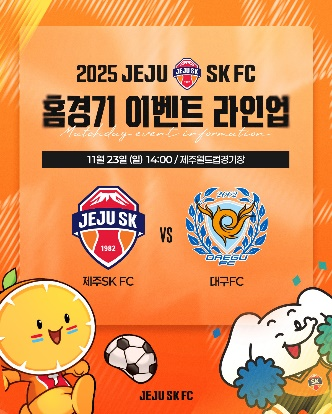 2025 JEJU JEJU SK SK FC
홈경기 이벤트 라인업
Matchday event information
11월 23일 (일) 14:00 / 제주월드컵경기장
JEJU SK
1982
VS
DAEGU
FC
제주SK FC
대구FC
JEJU SK FC